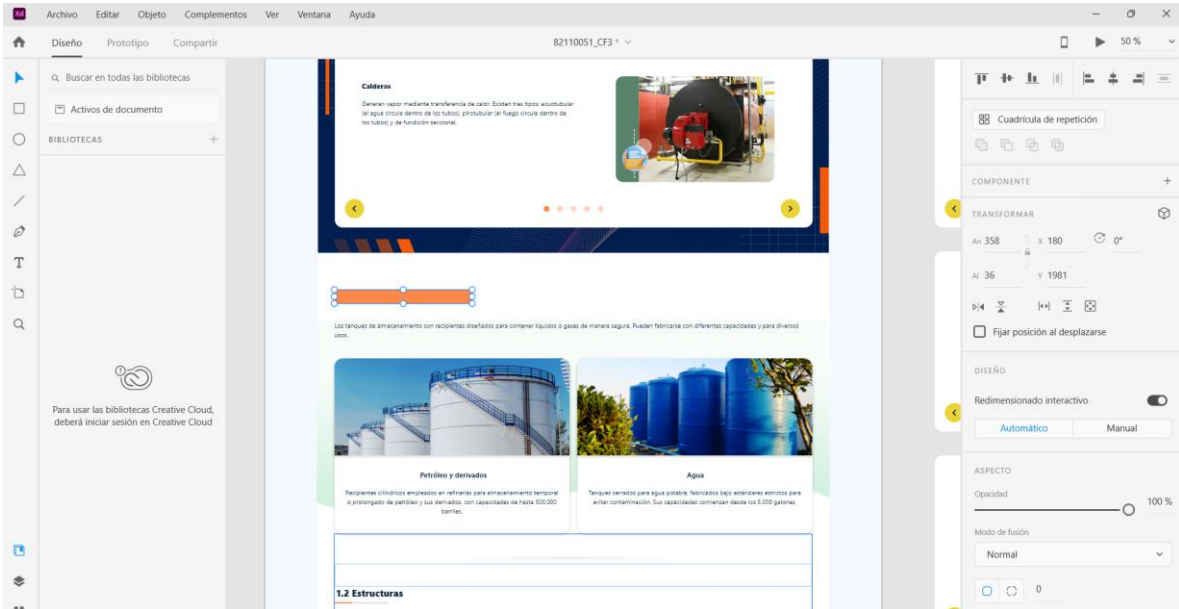 Xd Archivo Editar Objeto Complementos Ver Ventana Ayuda
Diseño Prototipo Compartir 82110051_CF3 * 50 %
Buscar en todas las bibliotecas
Activos de documento
BIBLIOTECAS
Para usar las bibliotecas Creative Cloud,
deberá iniciar sesión en Creative Cloud
Calderas
Generan vapor mediante transferencia de calor. Existen tres tipos: acuotubular
(el agua circula dentro de los tubos), pirotubular (el fuego circula dentro de
los tubos) y de fundición seccional.
Los tanques de almacenamiento son recipientes diseñados para contener líquidos o gases de manera segura. Pueden fabricarse con diferentes capacidades y para diversos
usos.
Petróleo y derivados
Recipientes cilíndricos empleados en refinerías para almacenamiento temporal
o prolongado de petróleo y sus derivados, con capacidades de hasta 500.000
barriles.
Agua
Tanques cerrados para agua potable, fabricados bajo estándares estrictos para
evitar contaminación. Sus capacidades comienzan desde los 5.000 galones.
1.2 Estructuras
Cuadrícula de repetición
COMPONENTE
TRANSFORMAR
An 358 X 180 0°
Al 36 Y 1981
Fijar posición al desplazarse
DISEÑO
Redimensionado interactivo
Automático Manual
ASPECTO
Opacidad
100 %
Modo de fusión
Normal
0